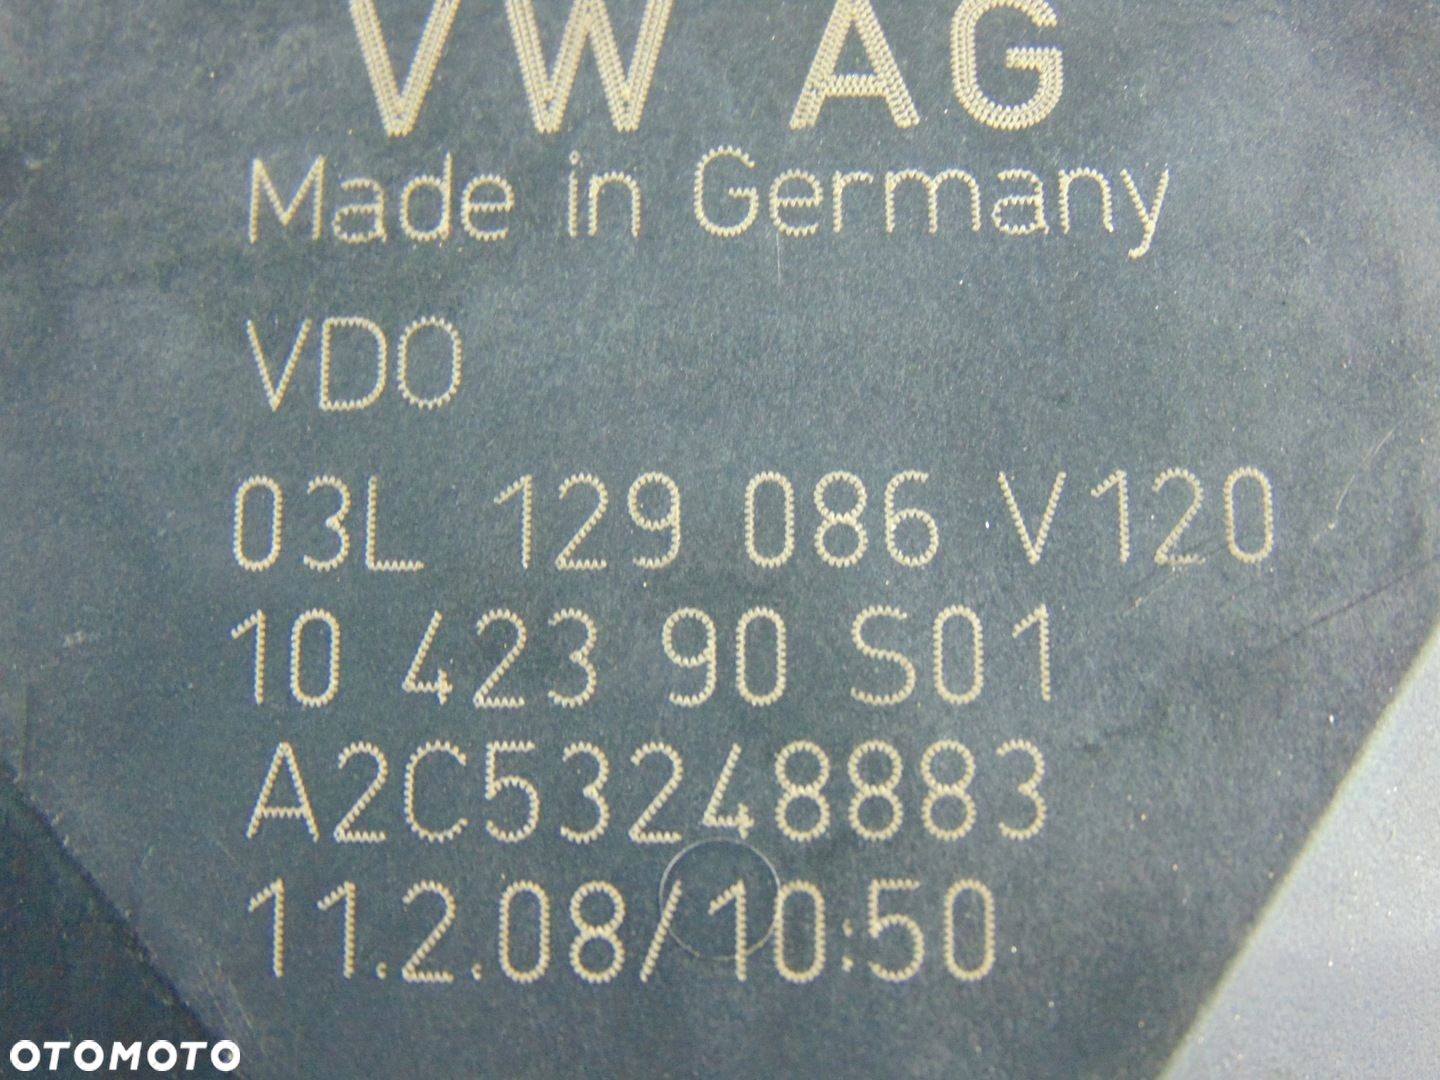 VW AG
Made in Germany
VDO
03L 129 086 V120
10 423 90 S01
A2C53248883
11.2.08/10:50
OTOMOTO